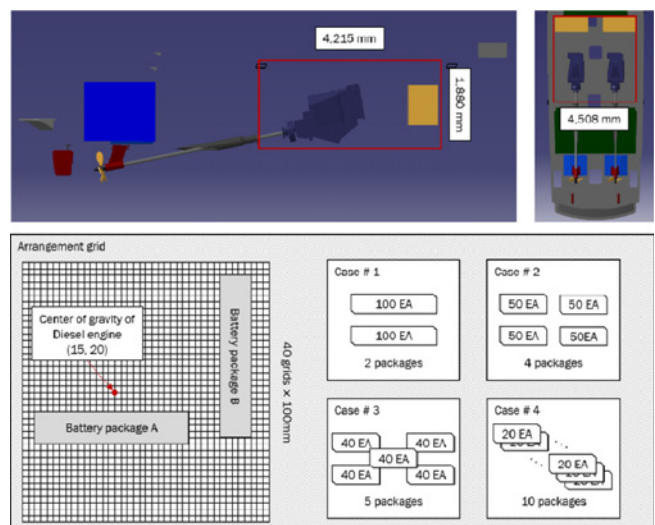 4,215 mm
1,880 mm
4,508 mm
Arrangement grid
Center of gravity of
Diesel engine
(15, 20)
Battery package A
Battery package B
40 grids × 100mm
Case # 1
100 EA
100 EA
2 packages
Case # 2
50 EA 50 EA
50 EA 50EA
4 packages
Case # 3
40 EA 40 EA
40 EA
40 EA 40 EA
5 packages
Case # 4
20 EA
20 EA
10 packages